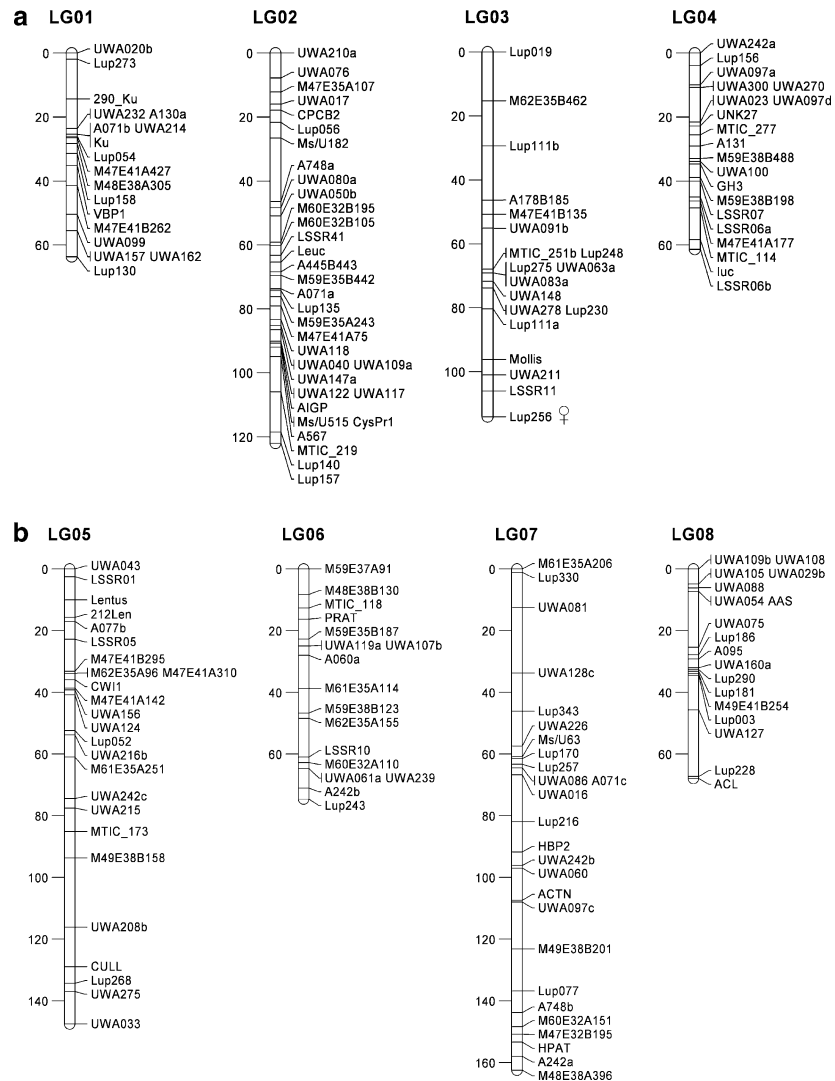 a
LG01
0
20
40
60
UWA020b
Lup273
290_Ku
UWA232 A130a
A071b UWA214
Ku
Lup054
M47E41A427
M48E38A305
Lup158
VBP1
M47E41B262
UWA099
UWA157 UWA162
Lup130
LG02
0
20
40
60
80
100
120
UWA210a
UWA076
M47E35A107
UWA017
CPCB2
Lup056
Ms/U182
A748a
UWA080a
UWA050b
M60E32B195
M60E32B105
LSSR41
Leuc
A445B443
M59E35B442
A071a
Lup135
M59E35A243
M47E41A75
UWA118
UWA040 UWA109a
UWA147a
UWA122 UWA117
AIGP
Ms/U515 CysPr1
A567
MTIC_219
Lup140
Lup157
LG03
0
20
40
60
80
100
Lup019
M62E35B462
Lup111b
A178B185
M47E41B135
UWA091b
MTIC_251b Lup248
Lup275 UWA063a
UWA083a
UWA148
UWA278 Lup230
Lup111a
Mollis
UWA211
LSSR11
Lup256 ♀
LG04
0
20
40
60
UWA242a
Lup156
UWA097a
UWA300 UWA270
UWA023 UWA097d
UNK27
MTIC_277
A131
M59E38B488
UWA100
GH3
M59E38B198
LSSR07
LSSR06a
M47E41A177
MTIC_114
luc
LSSR06b
b
LG05
0
20
40
60
80
100
120
140
UWA043
LSSR01
Lentus
212Len
A077b
LSSR05
M47E41B295
M62E35A96 M47E41A310
CWI1
M47E41A142
UWA156
UWA124
Lup052
UWA216b
M61E35A251
UWA242c
UWA215
MTIC_173
M49E38B158
UWA208b
CULL
Lup268
UWA275
UWA033
LG06
0
20
40
60
M59E37A91
M48E38B130
MTIC_118
PRAT
M59E35B187
UWA119a UWA107b
A060a
M61E35A114
M59E38B123
M62E35A155
LSSR10
M60E32A110
UWA061a UWA239
A242b
Lup243
LG07
0
20
40
60
80
100
120
140
160
M61E35A206
Lup330
UWA081
UWA128c
Lup343
UWA226
Ms/U63
Lup170
Lup257
UWA086 A071c
UWA016
Lup216
HBP2
UWA242b
UWA060
ACTN
UWA097c
M49E38B201
Lup077
A748b
M60E32A151
M47E32B195
HPAT
A242a
M48E38A396
LG08
0
20
40
60
UWA109b UWA108
UWA105 UWA029b
UWA088
UWA054 AAS
UWA075
Lup186
A095
UWA160a
Lup290
Lup181
M49E41B254
Lup003
UWA127
Lup228
ACL